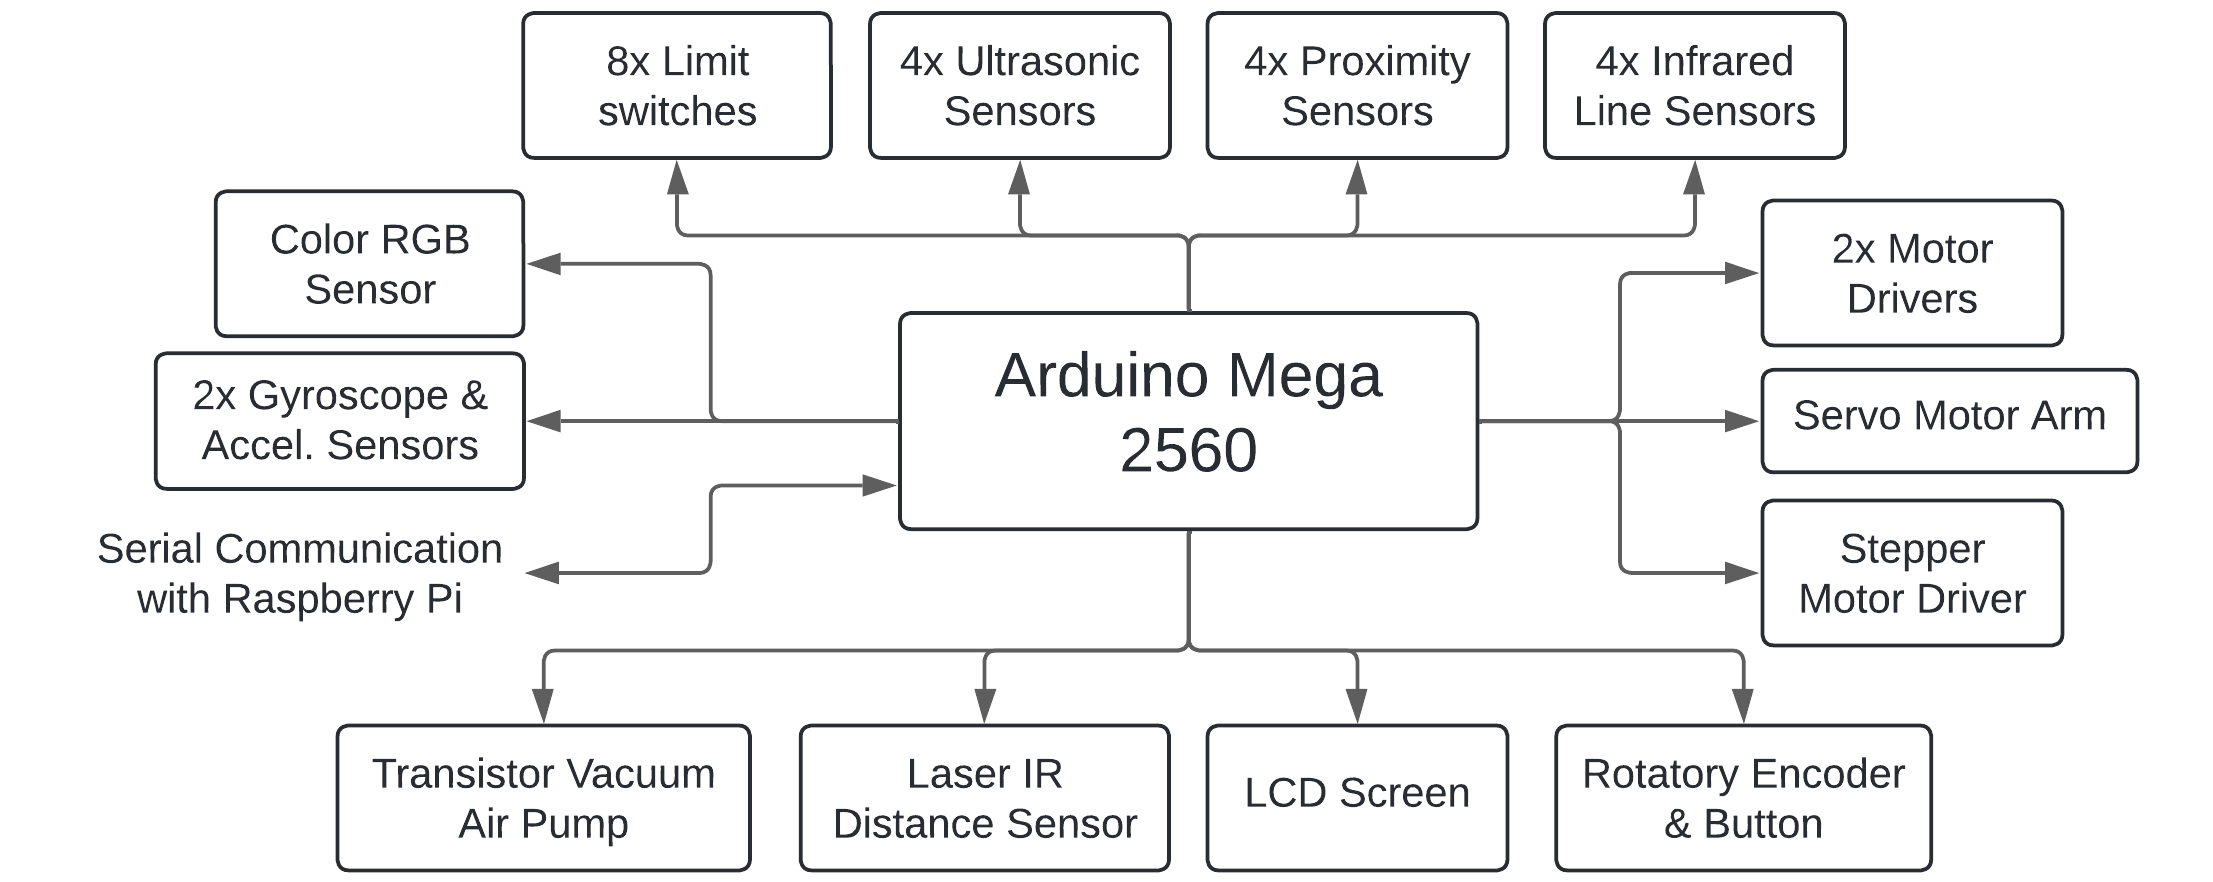 8x Limit
switches
4x Ultrasonic
Sensors
4x Proximity
Sensors
4x Infrared
Line Sensors
Color RGB
Sensor
2x Motor
Drivers
2x Gyroscope &
Accel. Sensors
Arduino Mega
2560
Servo Motor Arm
Serial Communication
with Raspberry Pi
Stepper
Motor Driver
Transistor Vacuum
Air Pump
Laser IR
Distance Sensor
LCD Screen
Rotatory Encoder
& Button